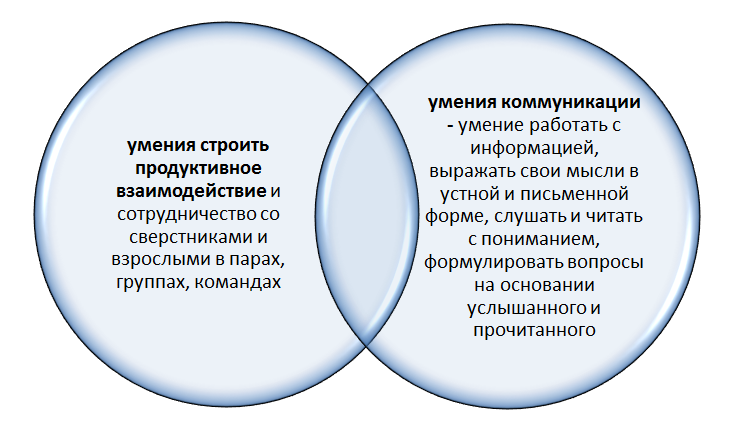 умения строить
продуктивное
взаимодействие и
сотрудничество со
сверстниками и
взрослыми в парах,
группах, командах
умения коммуникации
- умение работать с
информацией,
выражать свои мысли в
устной и письменной
форме, слушать и читать
с пониманием,
формулировать вопросы
на основании
услышанного и
прочитанного